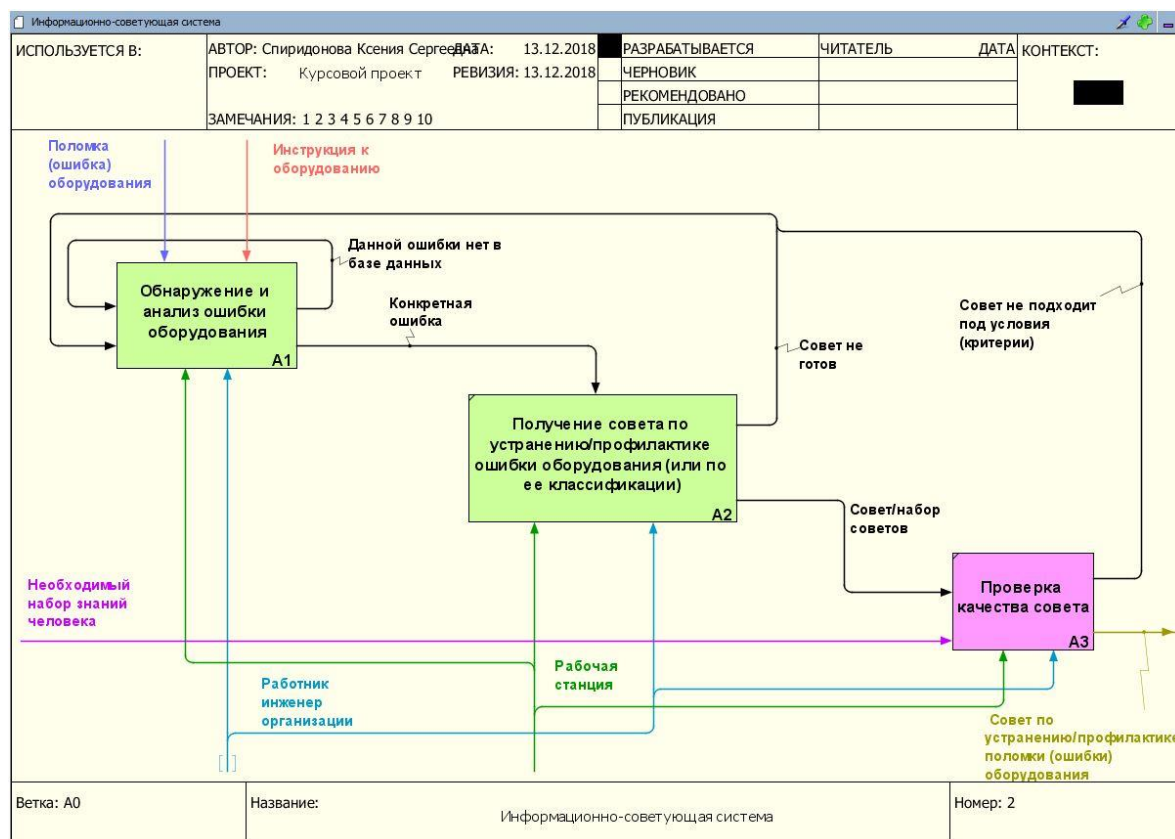 Информационно-советующая система
ИСПОЛЬЗУЕТСЯ В:
АВТОР: Спиридонова Ксения Сергеевна
ДАТА: 13.12.2018
ПРОЕКТ: Курсовой проект
РЕВИЗИЯ: 13.12.2018
ЗАМЕЧАНИЯ: 1 2 3 4 5 6 7 8 9 10
РАЗРАБАТЫВАЕТСЯ
ЧЕРНОВИК
РЕКОМЕНДОВАНО
ПУБЛИКАЦИЯ
ЧИТАТЕЛЬ
ДАТА
КОНТЕКСТ:
Поломка
(ошибка)
оборудования
Инструкция к
оборудованию
Данной ошибки нет в
базе данных
Обнаружение и
анализ ошибки
оборудования
A1
Конкретная
ошибка
Совет не подходит
под условия
(критерии)
Совет не
готов
Получение совета по
устранению/профилактике
ошибки оборудования (или по
ее классификации)
A2
Совет/набор
советов
Необходимый
набор знаний
человека
Проверка
качества совета
A3
Рабочая
станция
Работник
инженер
организации
Совет по
устранению/профилактике
поломки (ошибки)
оборудования
Ветка: A0
Название:
Информационно-советующая система
Номер: 2